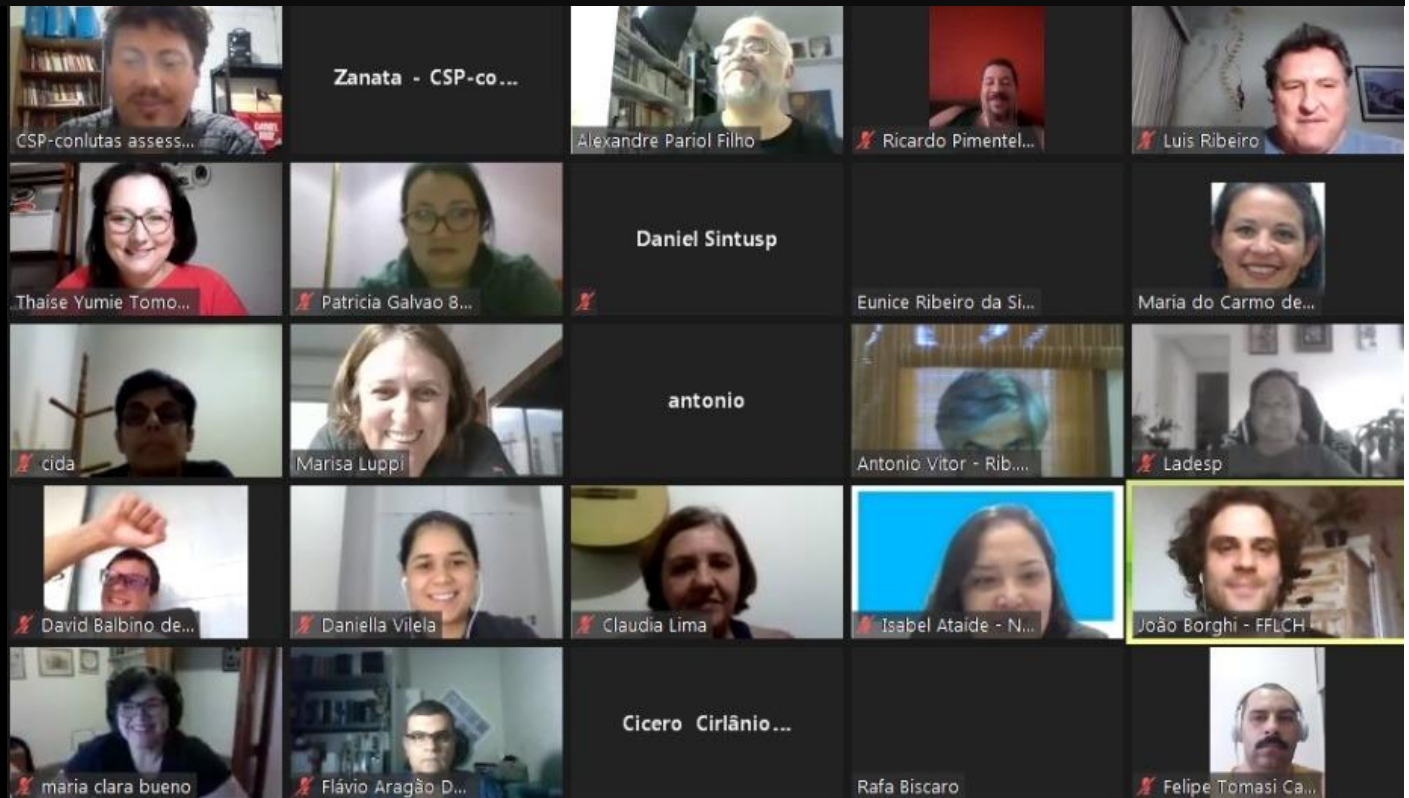 CSP-conlutas assess...
Zanata - CSP-co...
Alexandre Pariol Filho
Ricardo Pimentel...
Luis Ribeiro
Thaise Yumie Tomo...
Patricia Galvao 8...
Daniel Sintusp
Eunice Ribeiro da Si...
Maria do Carmo de...
cida
Marisa Luppi
antonio
Antonio Vitor - Rib....
Ladesp
David Balbino de...
Daniella Vilela
Claudia Lima
Isabel Ataide - N...
João Borghi - FFLCH
maria clara bueno
Flávio Aragão D...
Cicero Cirlânio...
Rafa Biscaro
Felipe Tomasi Ca...